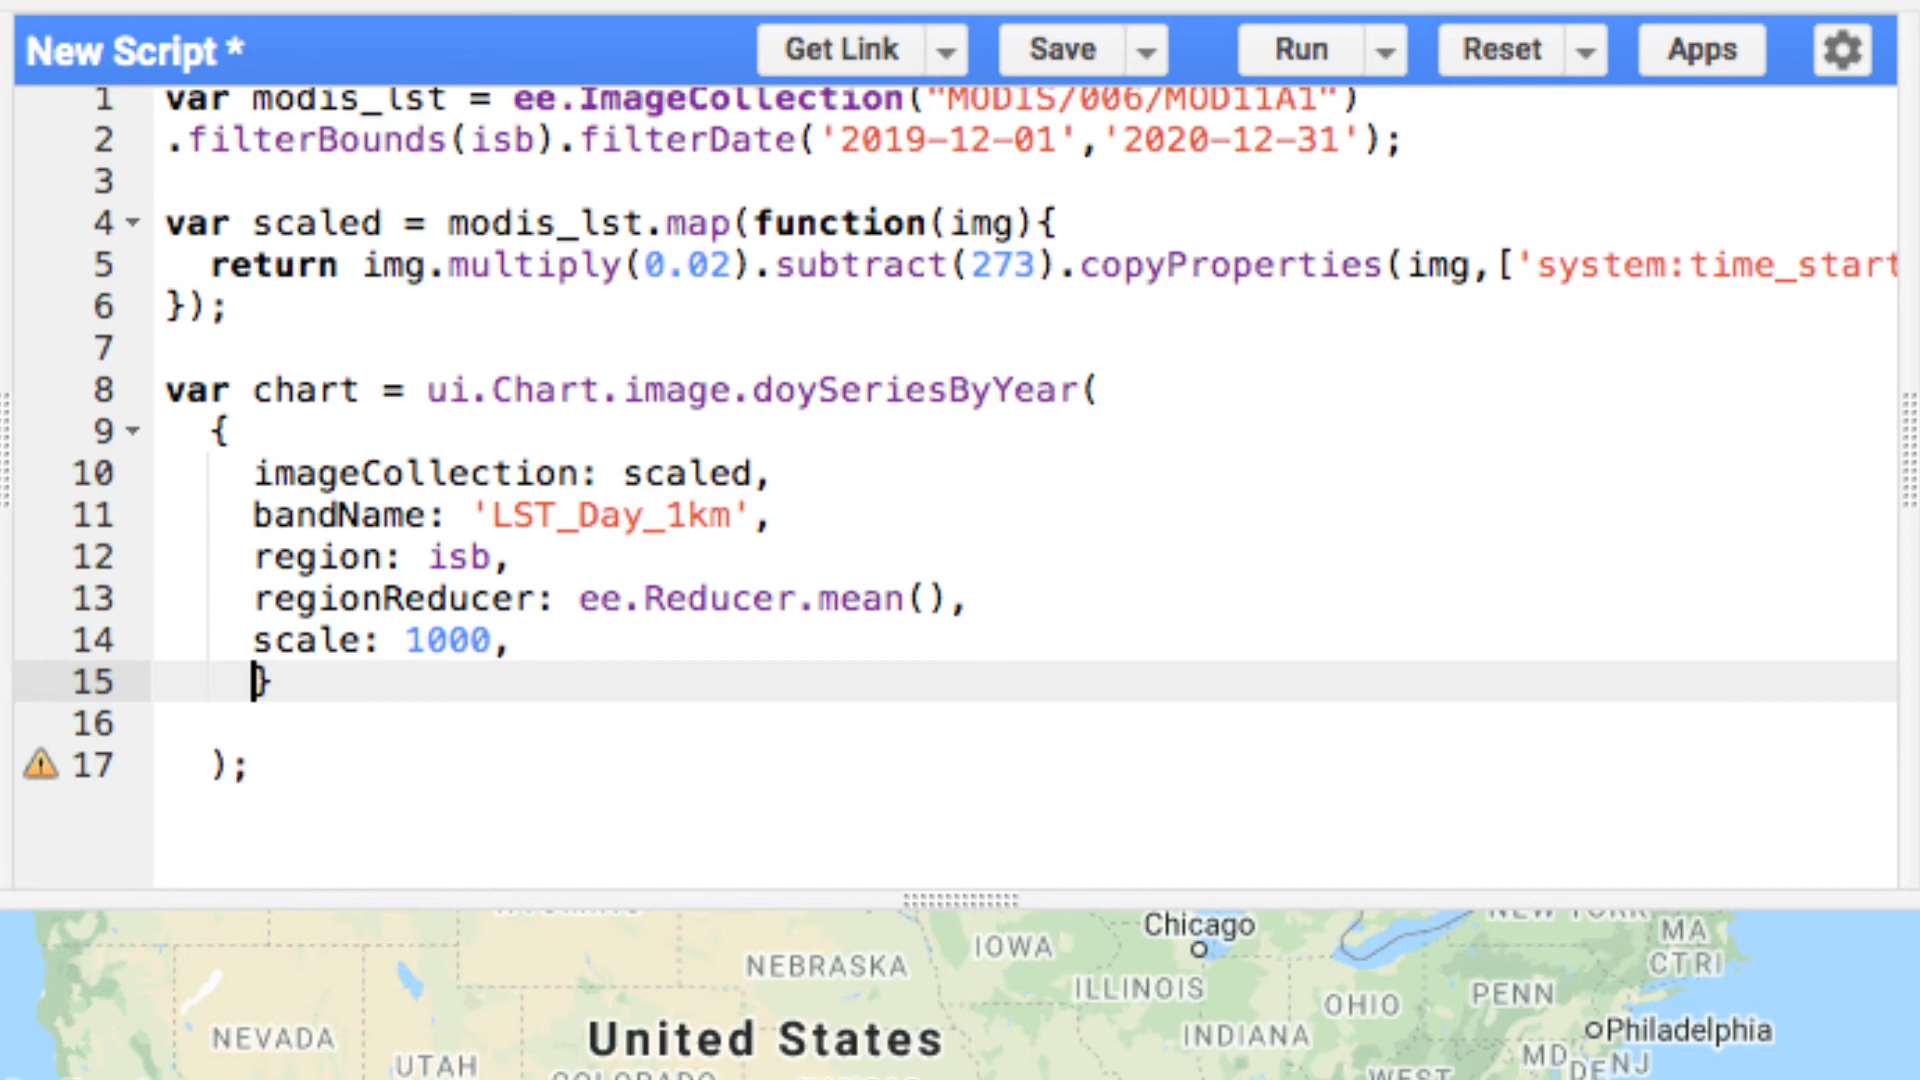 New Script *
Get Link
Save
Run
Reset
Apps
1 var modis_lst = ee.ImageCollection("MODIS/006/MOD11A1")
2 .filterBounds(isb).filterDate('2019-12-01','2020-12-31');
3
4 var scaled = modis_lst.map(function(img){
5 return img.multiply(0.02).subtract(273).copyProperties(img,['system:time_start
6 });
7
8 var chart = ui.Chart.image.doySeriesByYear(
9 {
10 imageCollection: scaled,
11 bandName: 'LST_Day_1km',
12 region: isb,
13 regionReducer: ee.Reducer.mean(),
14 scale: 1000,
15 }
16
17 );
Chicago
NEW YORK
MA
IOWA
CT RI
NEBRASKA
ILLINOIS
PENN
OHIO
NEVADA
United States
INDIANA
Philadelphia
UTAH
MD
DE NJ
COLORADO
WEST